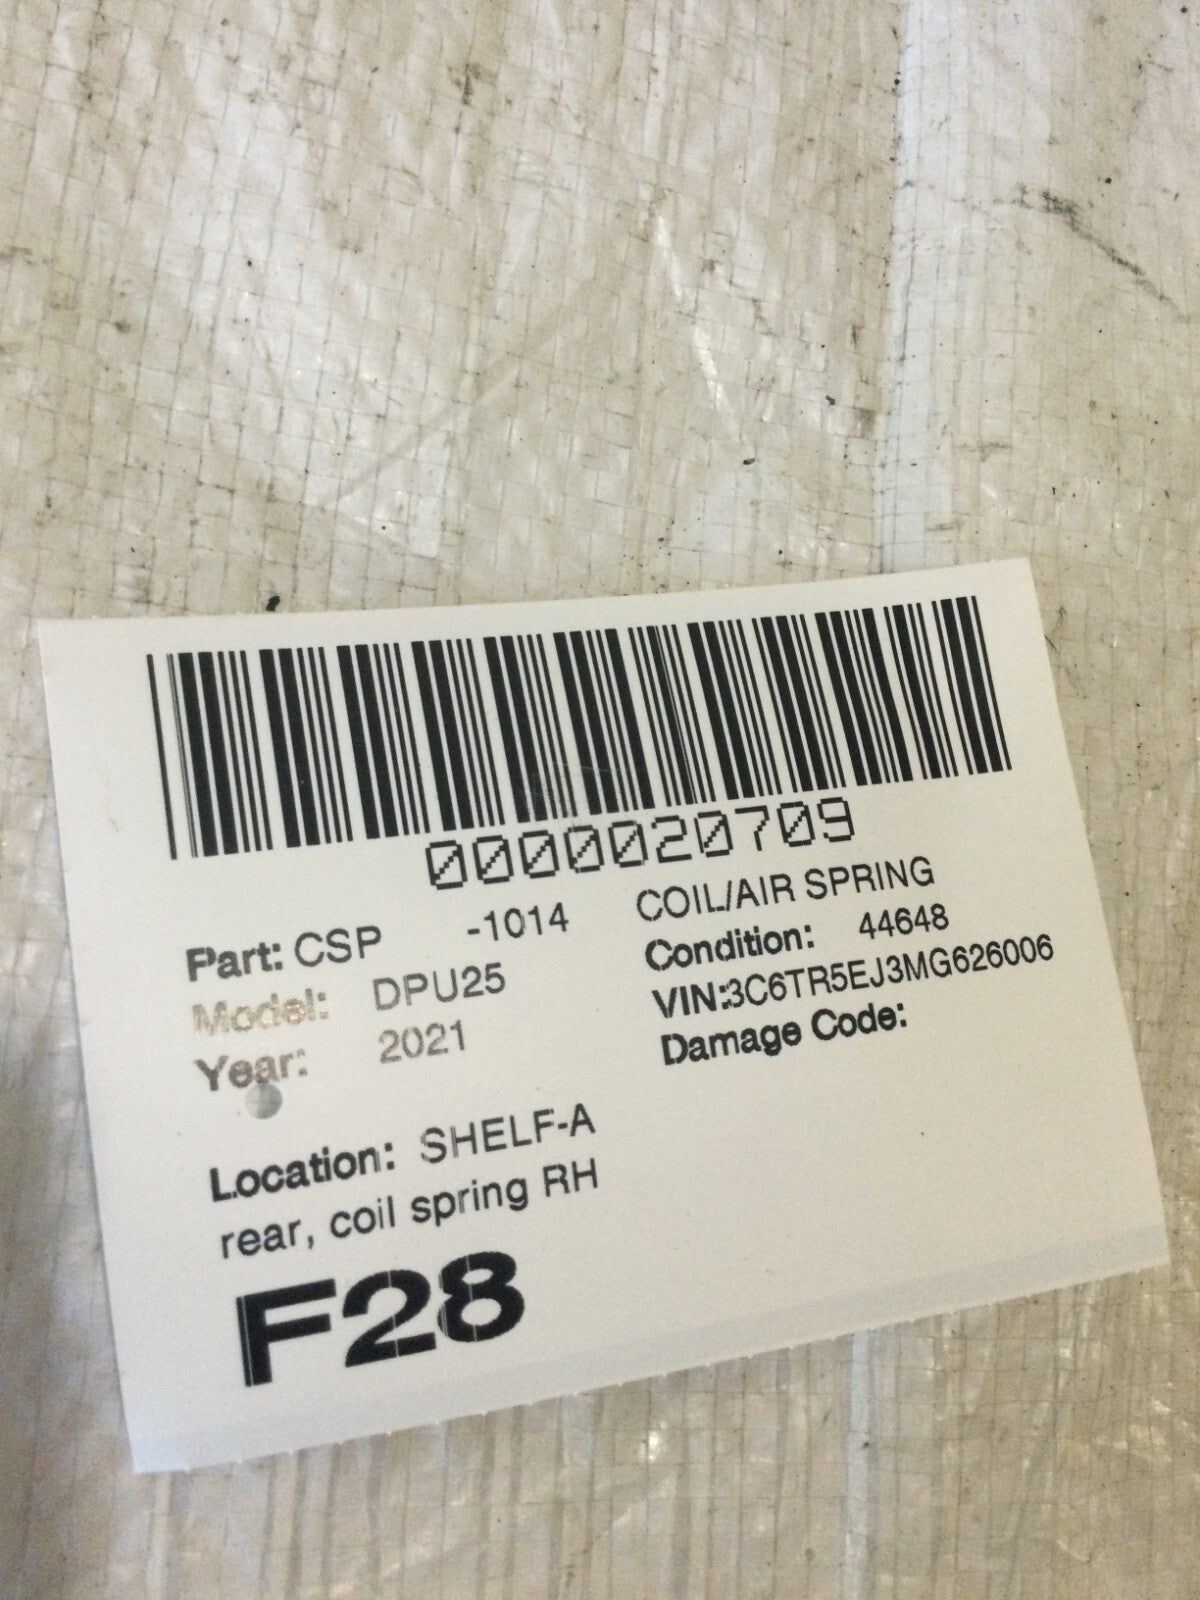 0000020709
Part: CSP -1014 COIL/AIR SPRING
Model: DPU25 Condition: 44648
Year: 2021 VIN:3C6TR5EJ3MG626006
Damage Code:
Location: SHELF-A
rear, coil spring RH
F28